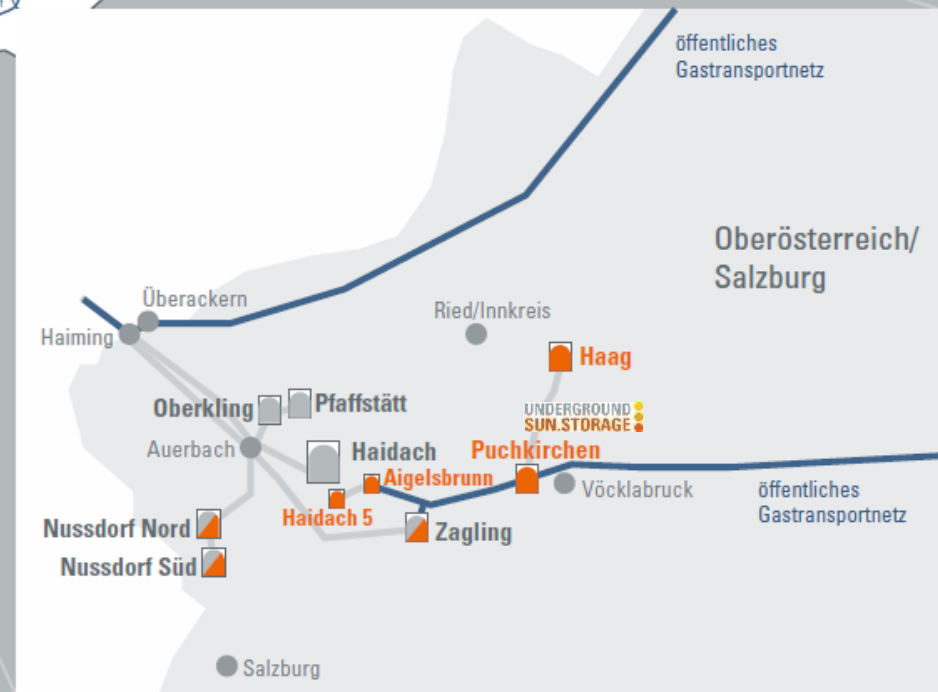 öffentliches
Gastransportnetz
Oberösterreich/
Salzburg
Überackern
Ried/Innkreis
Haiming
Haag
Oberkling
Pfaffstätt
UNDERGROUND
SUN.STORAGE
Auerbach
Haidach
Puchkirchen
Aigelsbrunn
Vöcklabruck
öffentliches
Gastransportnetz
Haidach 5
Nussdorf Nord
Zagling
Nussdorf Süd
Salzburg